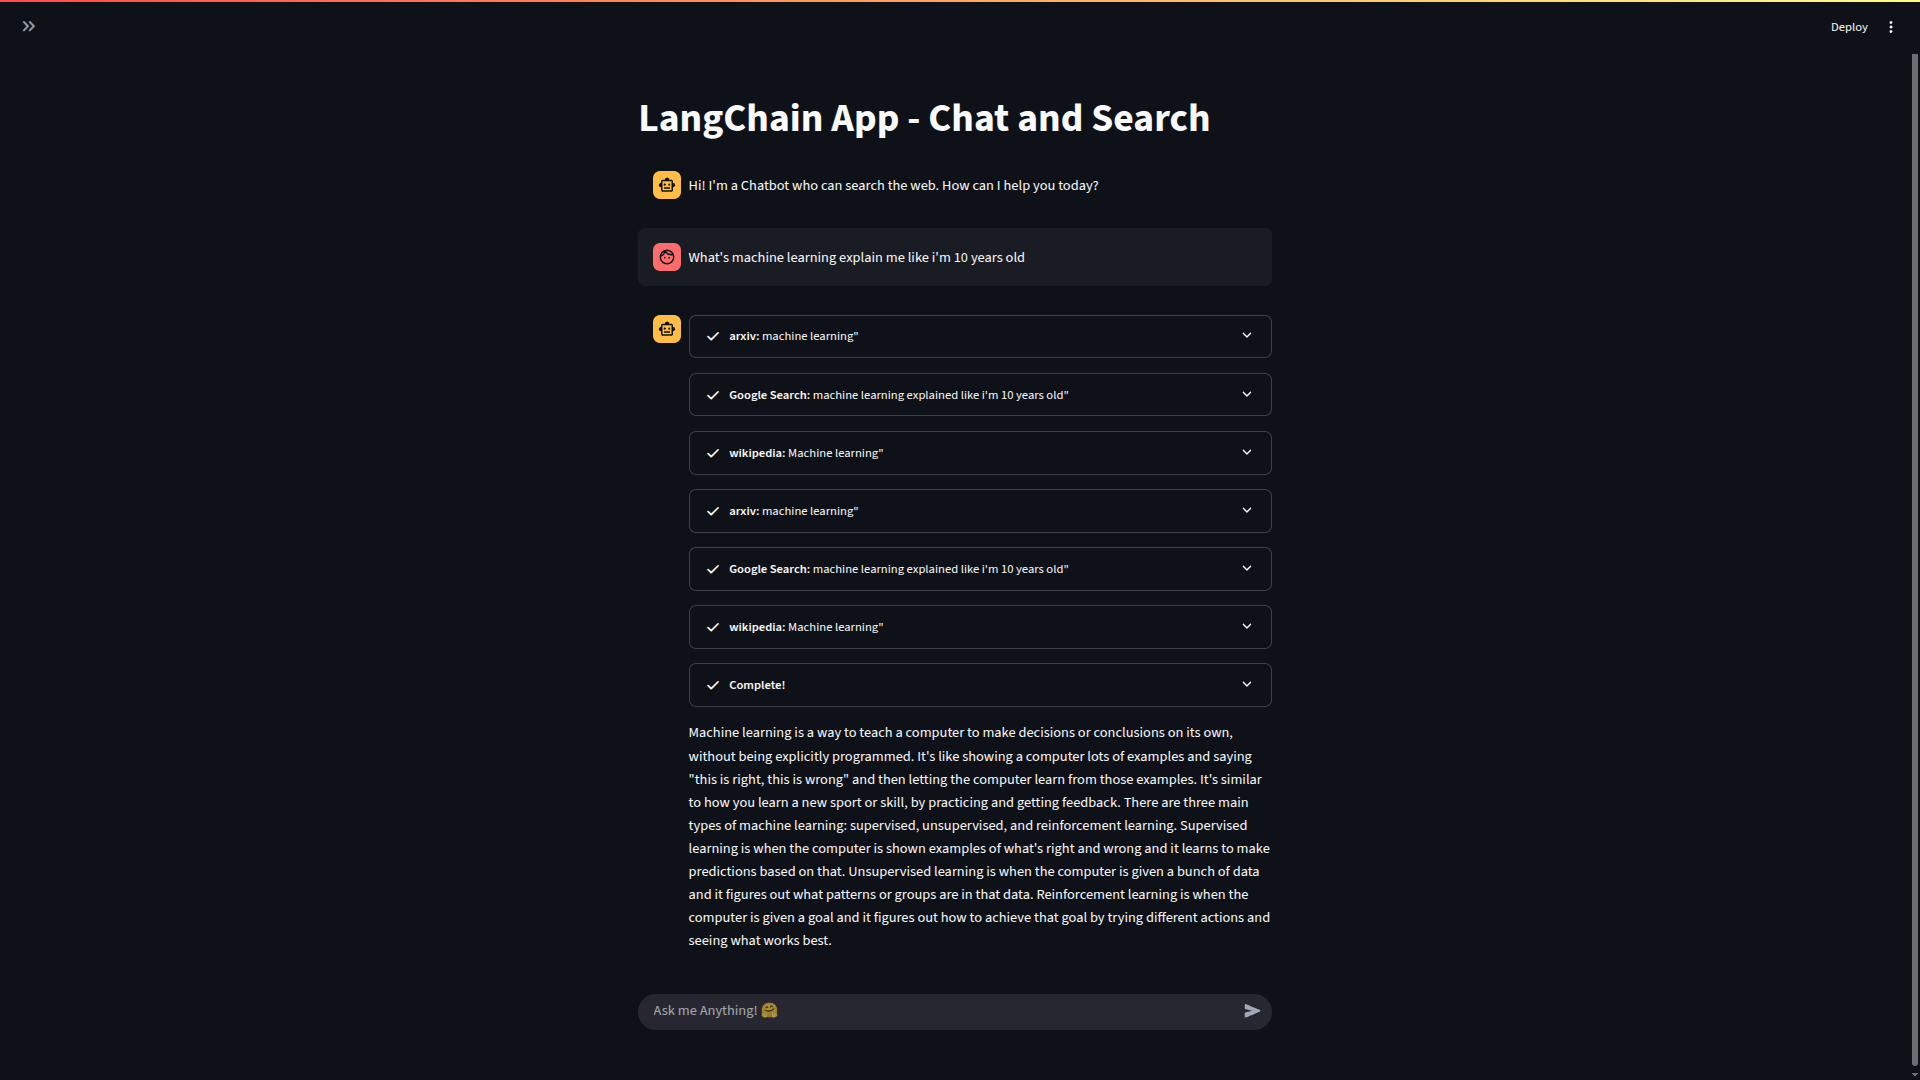 Deploy
LangChain App - Chat and Search
Hi! I'm a Chatbot who can search the web. How can I help you today?
What's machine learning explain me like i'm 10 years old
arxiv: machine learning"
Google Search: machine learning explained like i'm 10 years old"
wikipedia: Machine learning"
arxiv: machine learning"
Google Search: machine learning explained like i'm 10 years old"
wikipedia: Machine learning"
Complete!
Machine learning is a way to teach a computer to make decisions or conclusions on its own,
without being explicitly programmed. It's like showing a computer lots of examples and saying
"this is right, this is wrong" and then letting the computer learn from those examples. It's similar
to how you learn a new sport or skill, by practicing and getting feedback. There are three main
types of machine learning: supervised, unsupervised, and reinforcement learning. Supervised
learning is when the computer is shown examples of what's right and wrong and it learns to make
predictions based on that. Unsupervised learning is when the computer is given a bunch of data
and it figures out what patterns or groups are in that data. Reinforcement learning is when the
computer is given a goal and it figures out how to achieve that goal by trying different actions and
seeing what works best.
Ask me Anything! 🤗